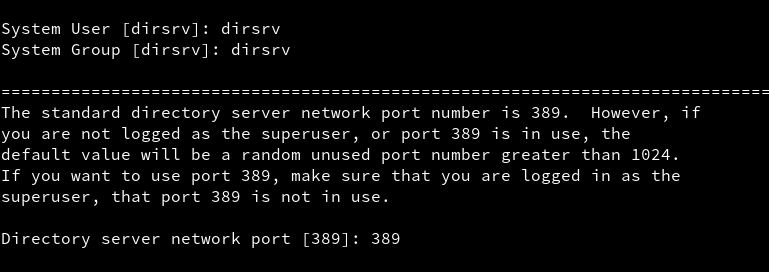 System User [dirsrv]: dirsrv
System Group [dirsrv]: dirsrv
==============================================================================
The standard directory server network port number is 389.  However, if
you are not logged as the superuser, or port 389 is in use, the
default value will be a random unused port number greater than 1024.
If you want to use port 389, make sure that you are logged in as the
superuser, that port 389 is not in use.
Directory server network port [389]: 389